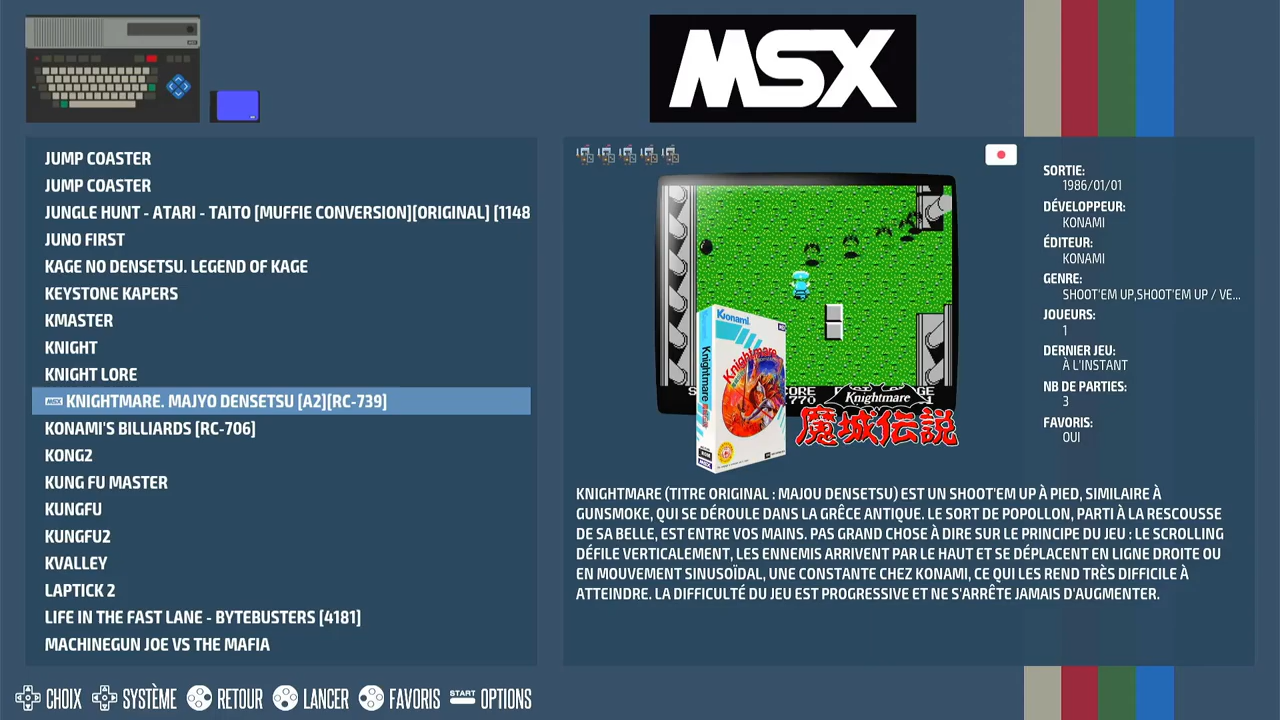 MSX
JUMP COASTER
JUMP COASTER
JUNGLE HUNT - ATARI - TAITO [MUFFIE CONVERSION][ORIGINAL] [1148
JUNO FIRST
KAGE NO DENSETSU. LEGEND OF KAGE
KEYSTONE KAPERS
KMASTER
KNIGHT
KNIGHT LORE
MSX KNIGHTMARE. MAJYO DENSETSU [A2][RC-739]
KONAMI'S BILLIARDS [RC-706]
KONG2
KUNG FU MASTER
KUNGFU
KUNGFU2
KVALLEY
LAPTICK 2
LIFE IN THE FAST LANE - BYTEBUSTERS [4181]
MACHINEGUN JOE VS THE MAFIA
Konami
Knightmare
Knightmare
MSX
Knightmare
魔城伝説
SORTIE:
1986/01/01
DÉVELOPPEUR:
KONAMI
ÉDITEUR:
KONAMI
GENRE:
SHOOT'EM UP,SHOOT'EM UP / VE...
JOUEURS:
1
DERNIER JEU:
À L'INSTANT
NB DE PARTIES:
3
FAVORIS:
OUI
KNIGHTMARE (TITRE ORIGINAL : MAJOU DENSETSU) EST UN SHOOT'EM UP À PIED, SIMILAIRE À
GUNSMOKE, QUI SE DÉROULE DANS LA GRÊCE ANTIQUE. LE SORT DE POPOLLON, PARTI À LA RESCOUSSE
DE SA BELLE, EST ENTRE VOS MAINS. PAS GRAND CHOSE À DIRE SUR LE PRINCIPE DU JEU : LE SCROLLING
DÉFILE VERTICALEMENT, LES ENNEMIS ARRIVENT PAR LE HAUT ET SE DÉPLACENT EN LIGNE DROITE OU
EN MOUVEMENT SINUSOÏDAL, UNE CONSTANTE CHEZ KONAMI, CE QUI LES REND TRÈS DIFFICILE À
ATTEINDRE. LA DIFFICULTÉ DU JEU EST PROGRESSIVE ET NE S'ARRÊTE JAMAIS D'AUGMENTER.
CHOIX SYSTÈME RETOUR LANCER FAVORIS START OPTIONS